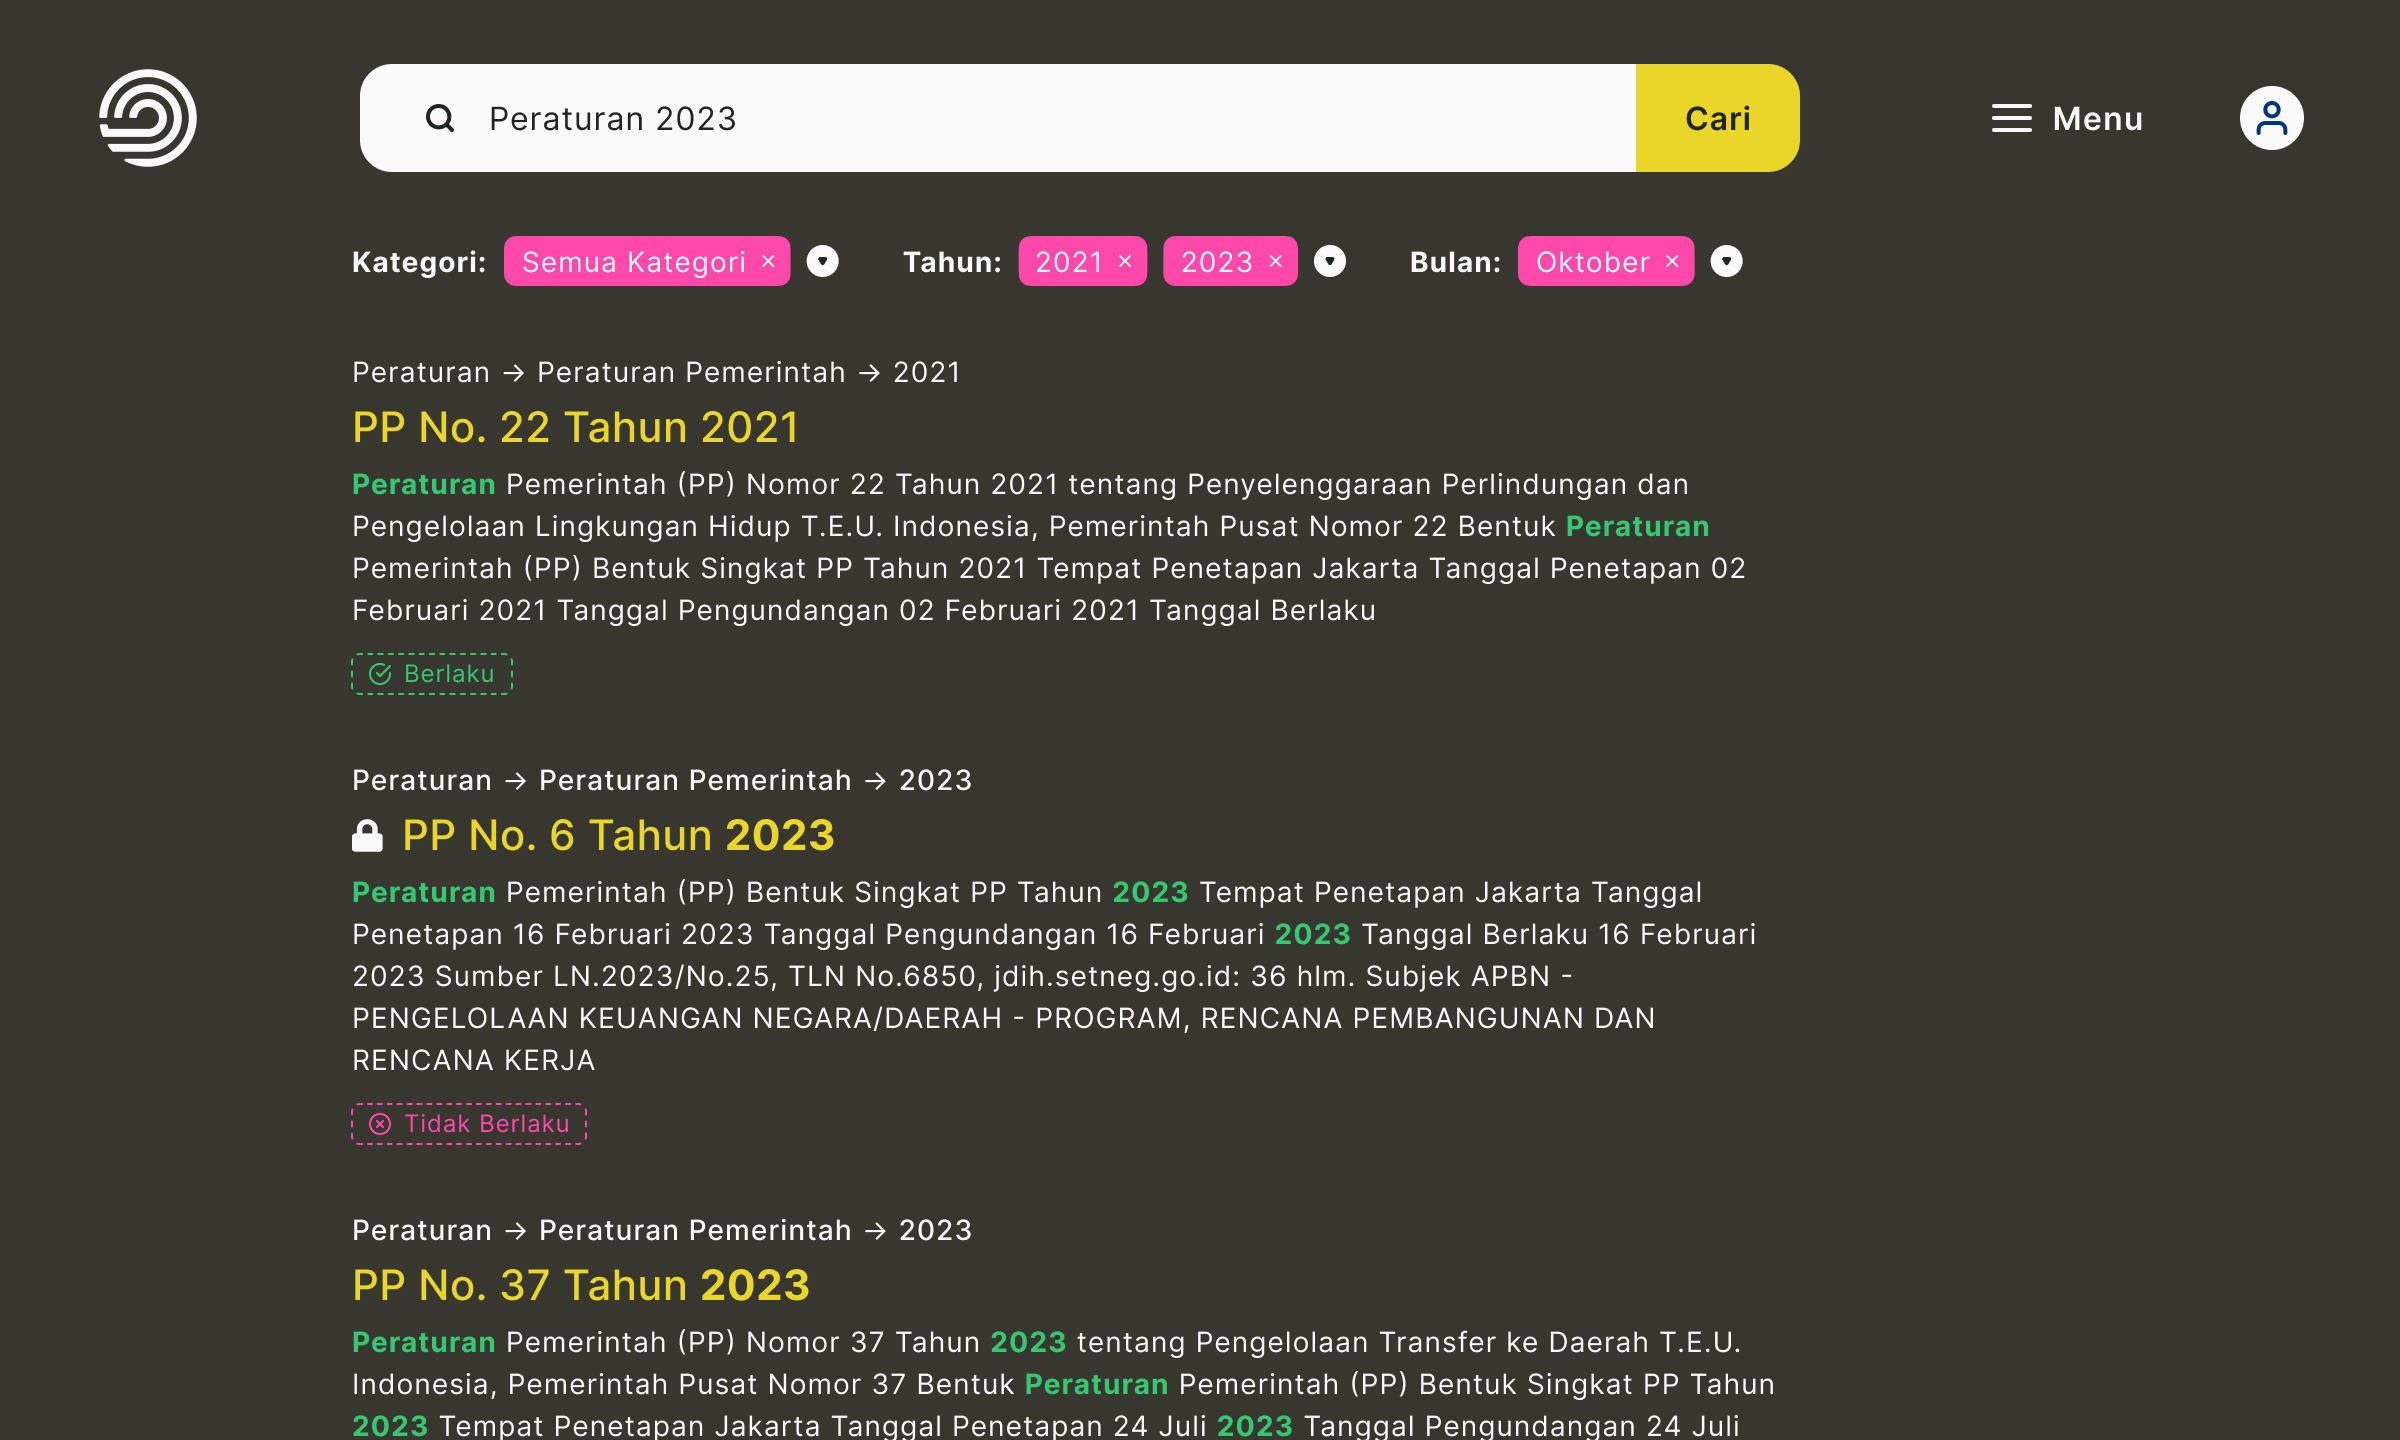 Peraturan 2023
Cari
Menu
Kategori: Semua Kategori × Tahun: 2021 × 2023 × Bulan: Oktober ×
Peraturan → Peraturan Pemerintah → 2021
PP No. 22 Tahun 2021
Peraturan Pemerintah (PP) Nomor 22 Tahun 2021 tentang Penyelenggaraan Perlindungan dan
Pengelolaan Lingkungan Hidup T.E.U. Indonesia, Pemerintah Pusat Nomor 22 Bentuk Peraturan
Pemerintah (PP) Bentuk Singkat PP Tahun 2021 Tempat Penetapan Jakarta Tanggal Penetapan 02
Februari 2021 Tanggal Pengundangan 02 Februari 2021 Tanggal Berlaku
Berlaku
Peraturan → Peraturan Pemerintah → 2023
PP No. 6 Tahun 2023
Peraturan Pemerintah (PP) Bentuk Singkat PP Tahun 2023 Tempat Penetapan Jakarta Tanggal
Penetapan 16 Februari 2023 Tanggal Pengundangan 16 Februari 2023 Tanggal Berlaku 16 Februari
2023 Sumber LN.2023/No.25, TLN No.6850, jdih.setneg.go.id: 36 hlm. Subjek APBN -
PENGELOLAAN KEUANGAN NEGARA/DAERAH - PROGRAM, RENCANA PEMBANGUNAN DAN
RENCANA KERJA
Tidak Berlaku
Peraturan → Peraturan Pemerintah → 2023
PP No. 37 Tahun 2023
Peraturan Pemerintah (PP) Nomor 37 Tahun 2023 tentang Pengelolaan Transfer ke Daerah T.E.U.
Indonesia, Pemerintah Pusat Nomor 37 Bentuk Peraturan Pemerintah (PP) Bentuk Singkat PP Tahun
2023 Tempat Penetapan Jakarta Tanggal Penetapan 24 Juli 2023 Tanggal Pengundangan 24 Juli